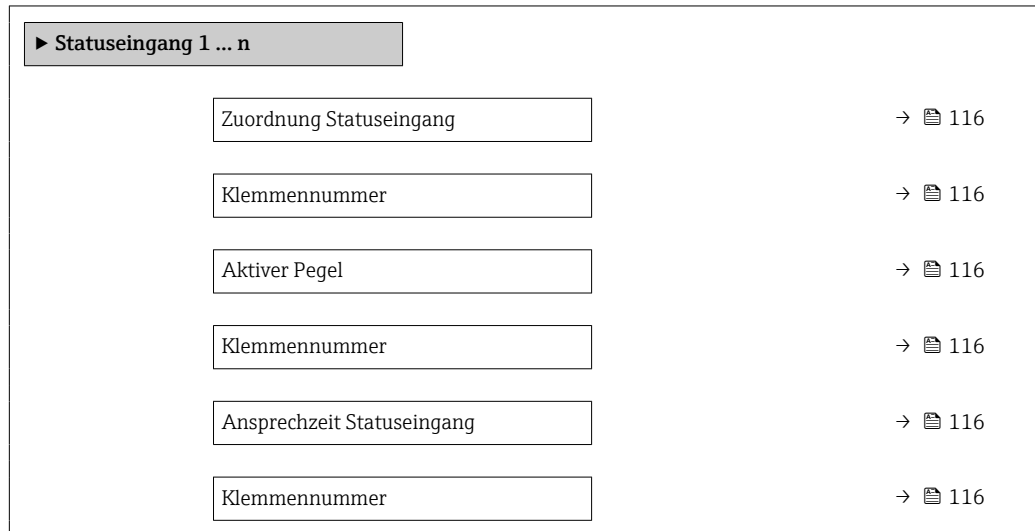 ▶ Statuseingang 1 ... n
Zuordnung Statuseingang → 116
Klemmennummer → 116
Aktiver Pegel → 116
Klemmennummer → 116
Ansprechzeit Statuseingang → 116
Klemmennummer → 116